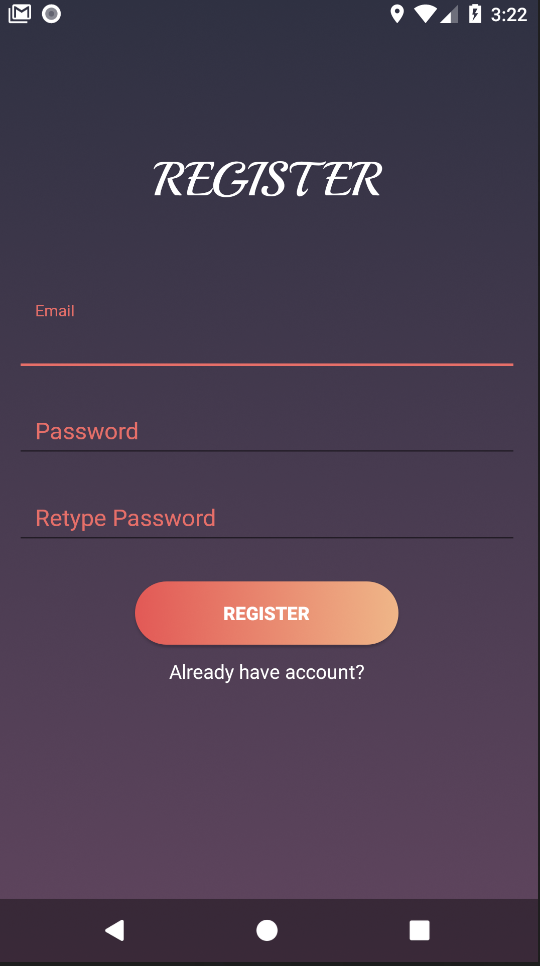 3:22
REGISTER
Email
Password
Retype Password
REGISTER
Already have account?